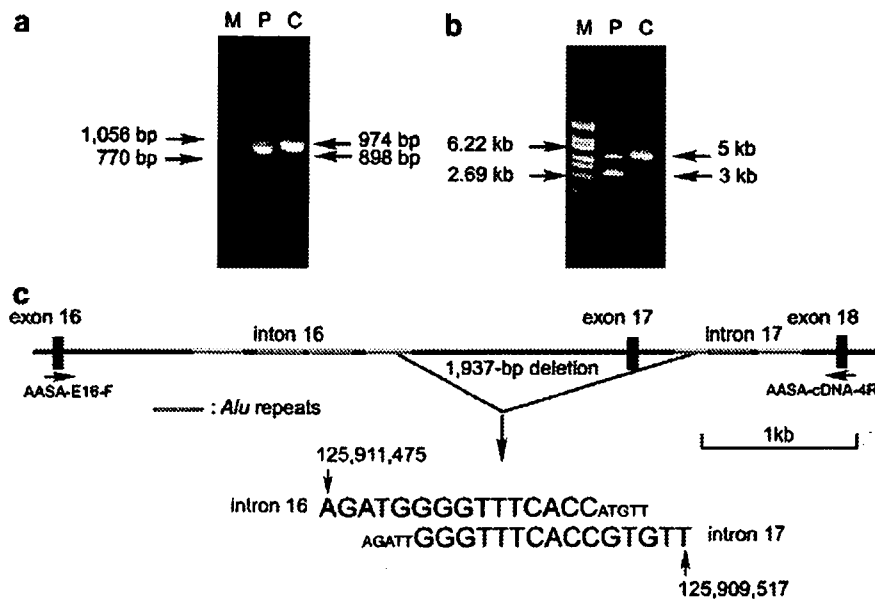 a
M P C
1,056 bp
770 bp
974 bp
898 bp
b
M P C
6.22 kb
2.69 kb
5 kb
3 kb
c
exon 16
inton 16
exon 17
intron 17
exon 18
1,937-bp deletion
AASA-E16-F
AASA-cDNA-4R
: Alu repeats
1kb
125,911,475
intron 16 AGATGGGGTTTCACCATGTT
AGATTGGGTTTCACCGTGTT intron 17
125,909,517